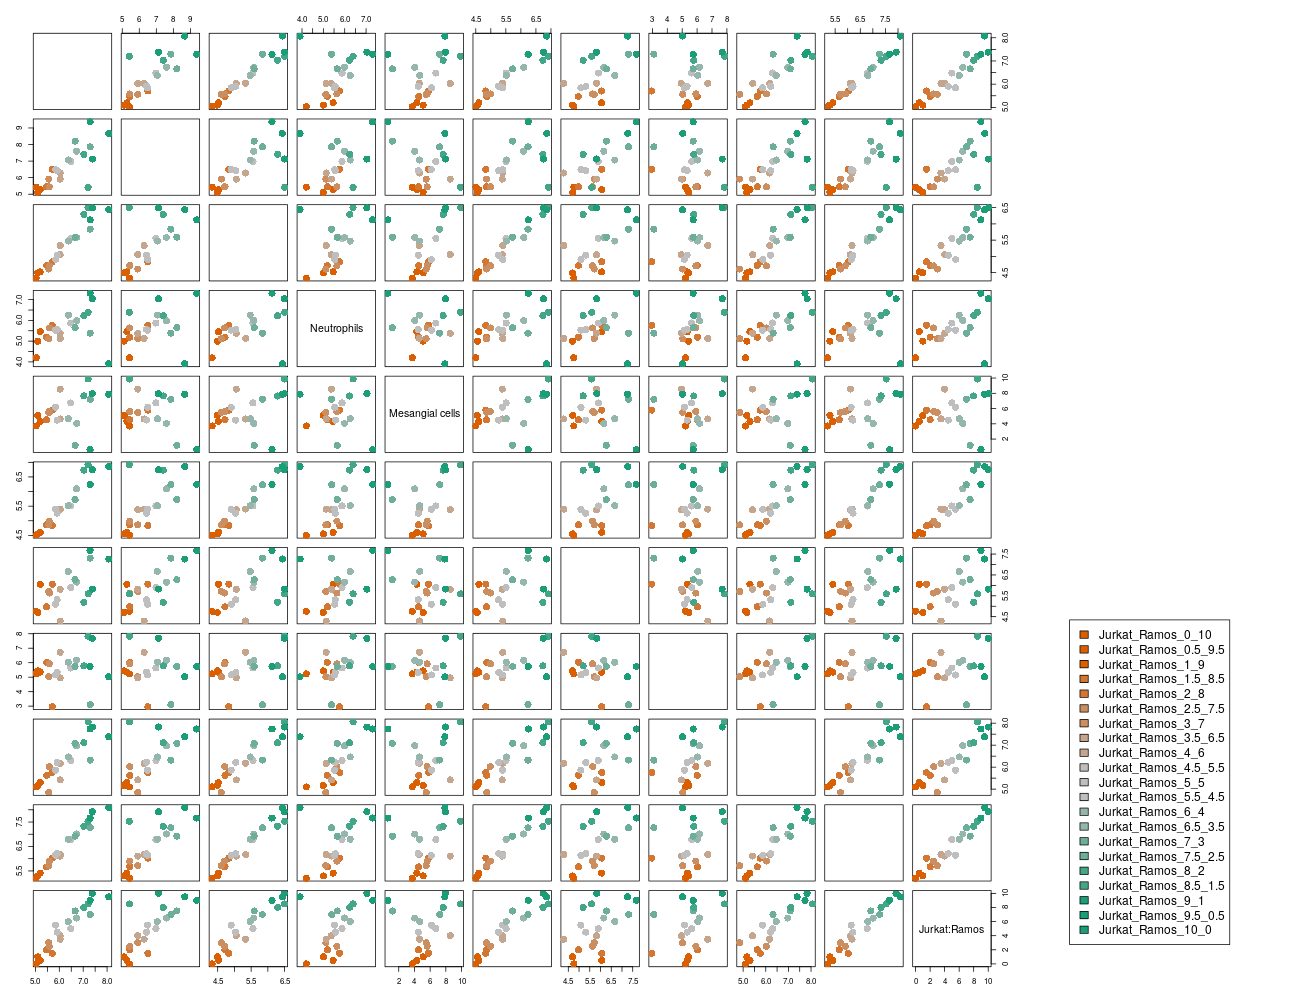 5 6 7 8 9 4.0 5.0 6.0 7.0 4.5 5.5 6.5 3 4 5 6 7 8 5.5 6.5 7.5
5.0 6.0 7.0 8.0
5 6 7 8 9
4.5 5.5 6.5
4.0 5.0 6.0 7.0
Neutrophils
Mesangial cells
2 4 6 8 10
4.5 5.5 6.5
4.5 5.5 6.5 7.5
3 4 5 6 7 8
5.0 6.0 7.0 8.0
5.5 6.5 7.5
Jurkat:Ramos
0 2 4 6 8 10
5.0 6.0 7.0 8.0 4.5 5.5 6.5 2 4 6 8 10 4.5 5.5 6.5 7.5 5.0 6.0 7.0 8.0 0 2 4 6 8 10
Jurkat_Ramos_0_10
Jurkat_Ramos_0.5_9.5
Jurkat_Ramos_1_9
Jurkat_Ramos_1.5_8.5
Jurkat_Ramos_2_8
Jurkat_Ramos_2.5_7.5
Jurkat_Ramos_3_7
Jurkat_Ramos_3.5_6.5
Jurkat_Ramos_4_6
Jurkat_Ramos_4.5_5.5
Jurkat_Ramos_5_5
Jurkat_Ramos_5.5_4.5
Jurkat_Ramos_6_4
Jurkat_Ramos_6.5_3.5
Jurkat_Ramos_7_3
Jurkat_Ramos_7.5_2.5
Jurkat_Ramos_8_2
Jurkat_Ramos_8.5_1.5
Jurkat_Ramos_9_1
Jurkat_Ramos_9.5_0.5
Jurkat_Ramos_10_0